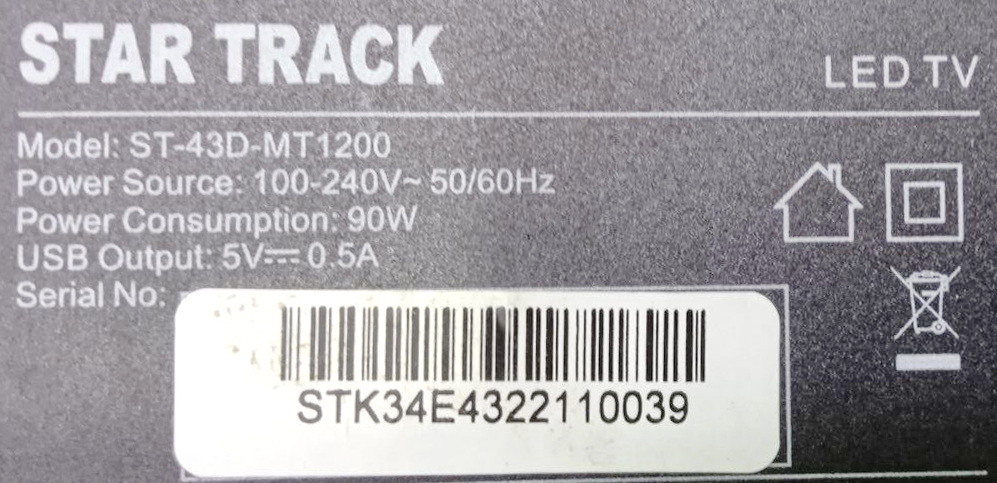 STAR TRACK
LED TV
Model: ST-43D-MT1200
Power Source: 100-240V~ 50/60Hz
Power Consumption: 90W
USB Output: 5V⎓ 0.5A
Serial No:
STK34E4322110039